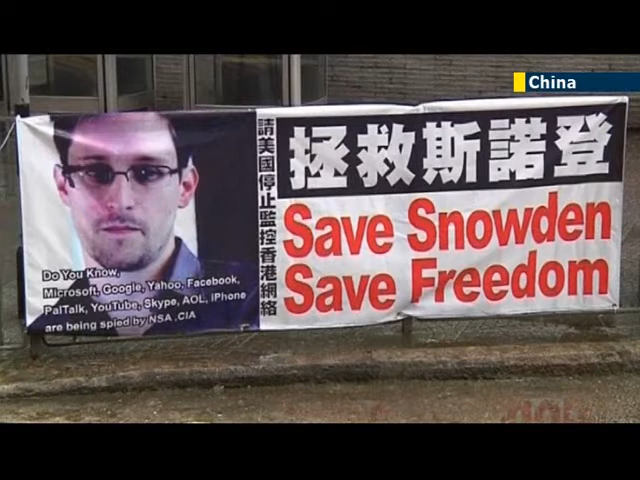 China
請美國停止監控香港網絡
拯救斯諾登
Save Snowden
Save Freedom
Do You Know,
Microsoft, Google, Yahoo, Facebook,
PalTalk, YouTube, Skype, AOL, iPhone
are being spied by NSA ,CIA